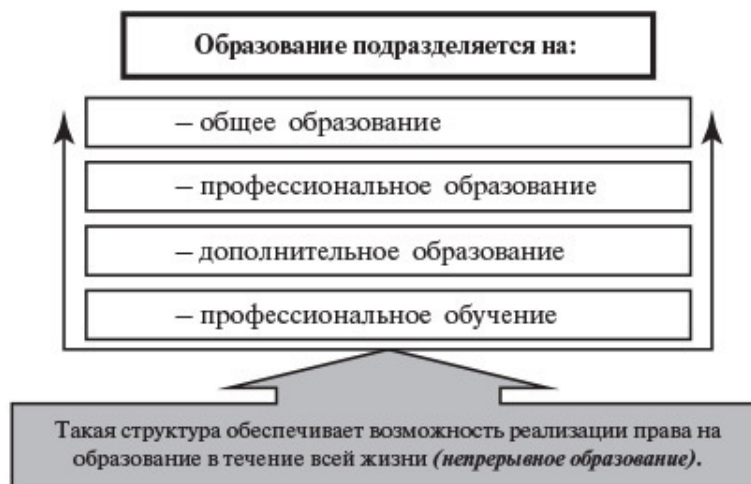 Образование подразделяется на:
– общее образование
– профессиональное образование
– дополнительное образование
– профессиональное обучение
Такая структура обеспечивает возможность реализации права на
образование в течение всей жизни (непрерывное образование).